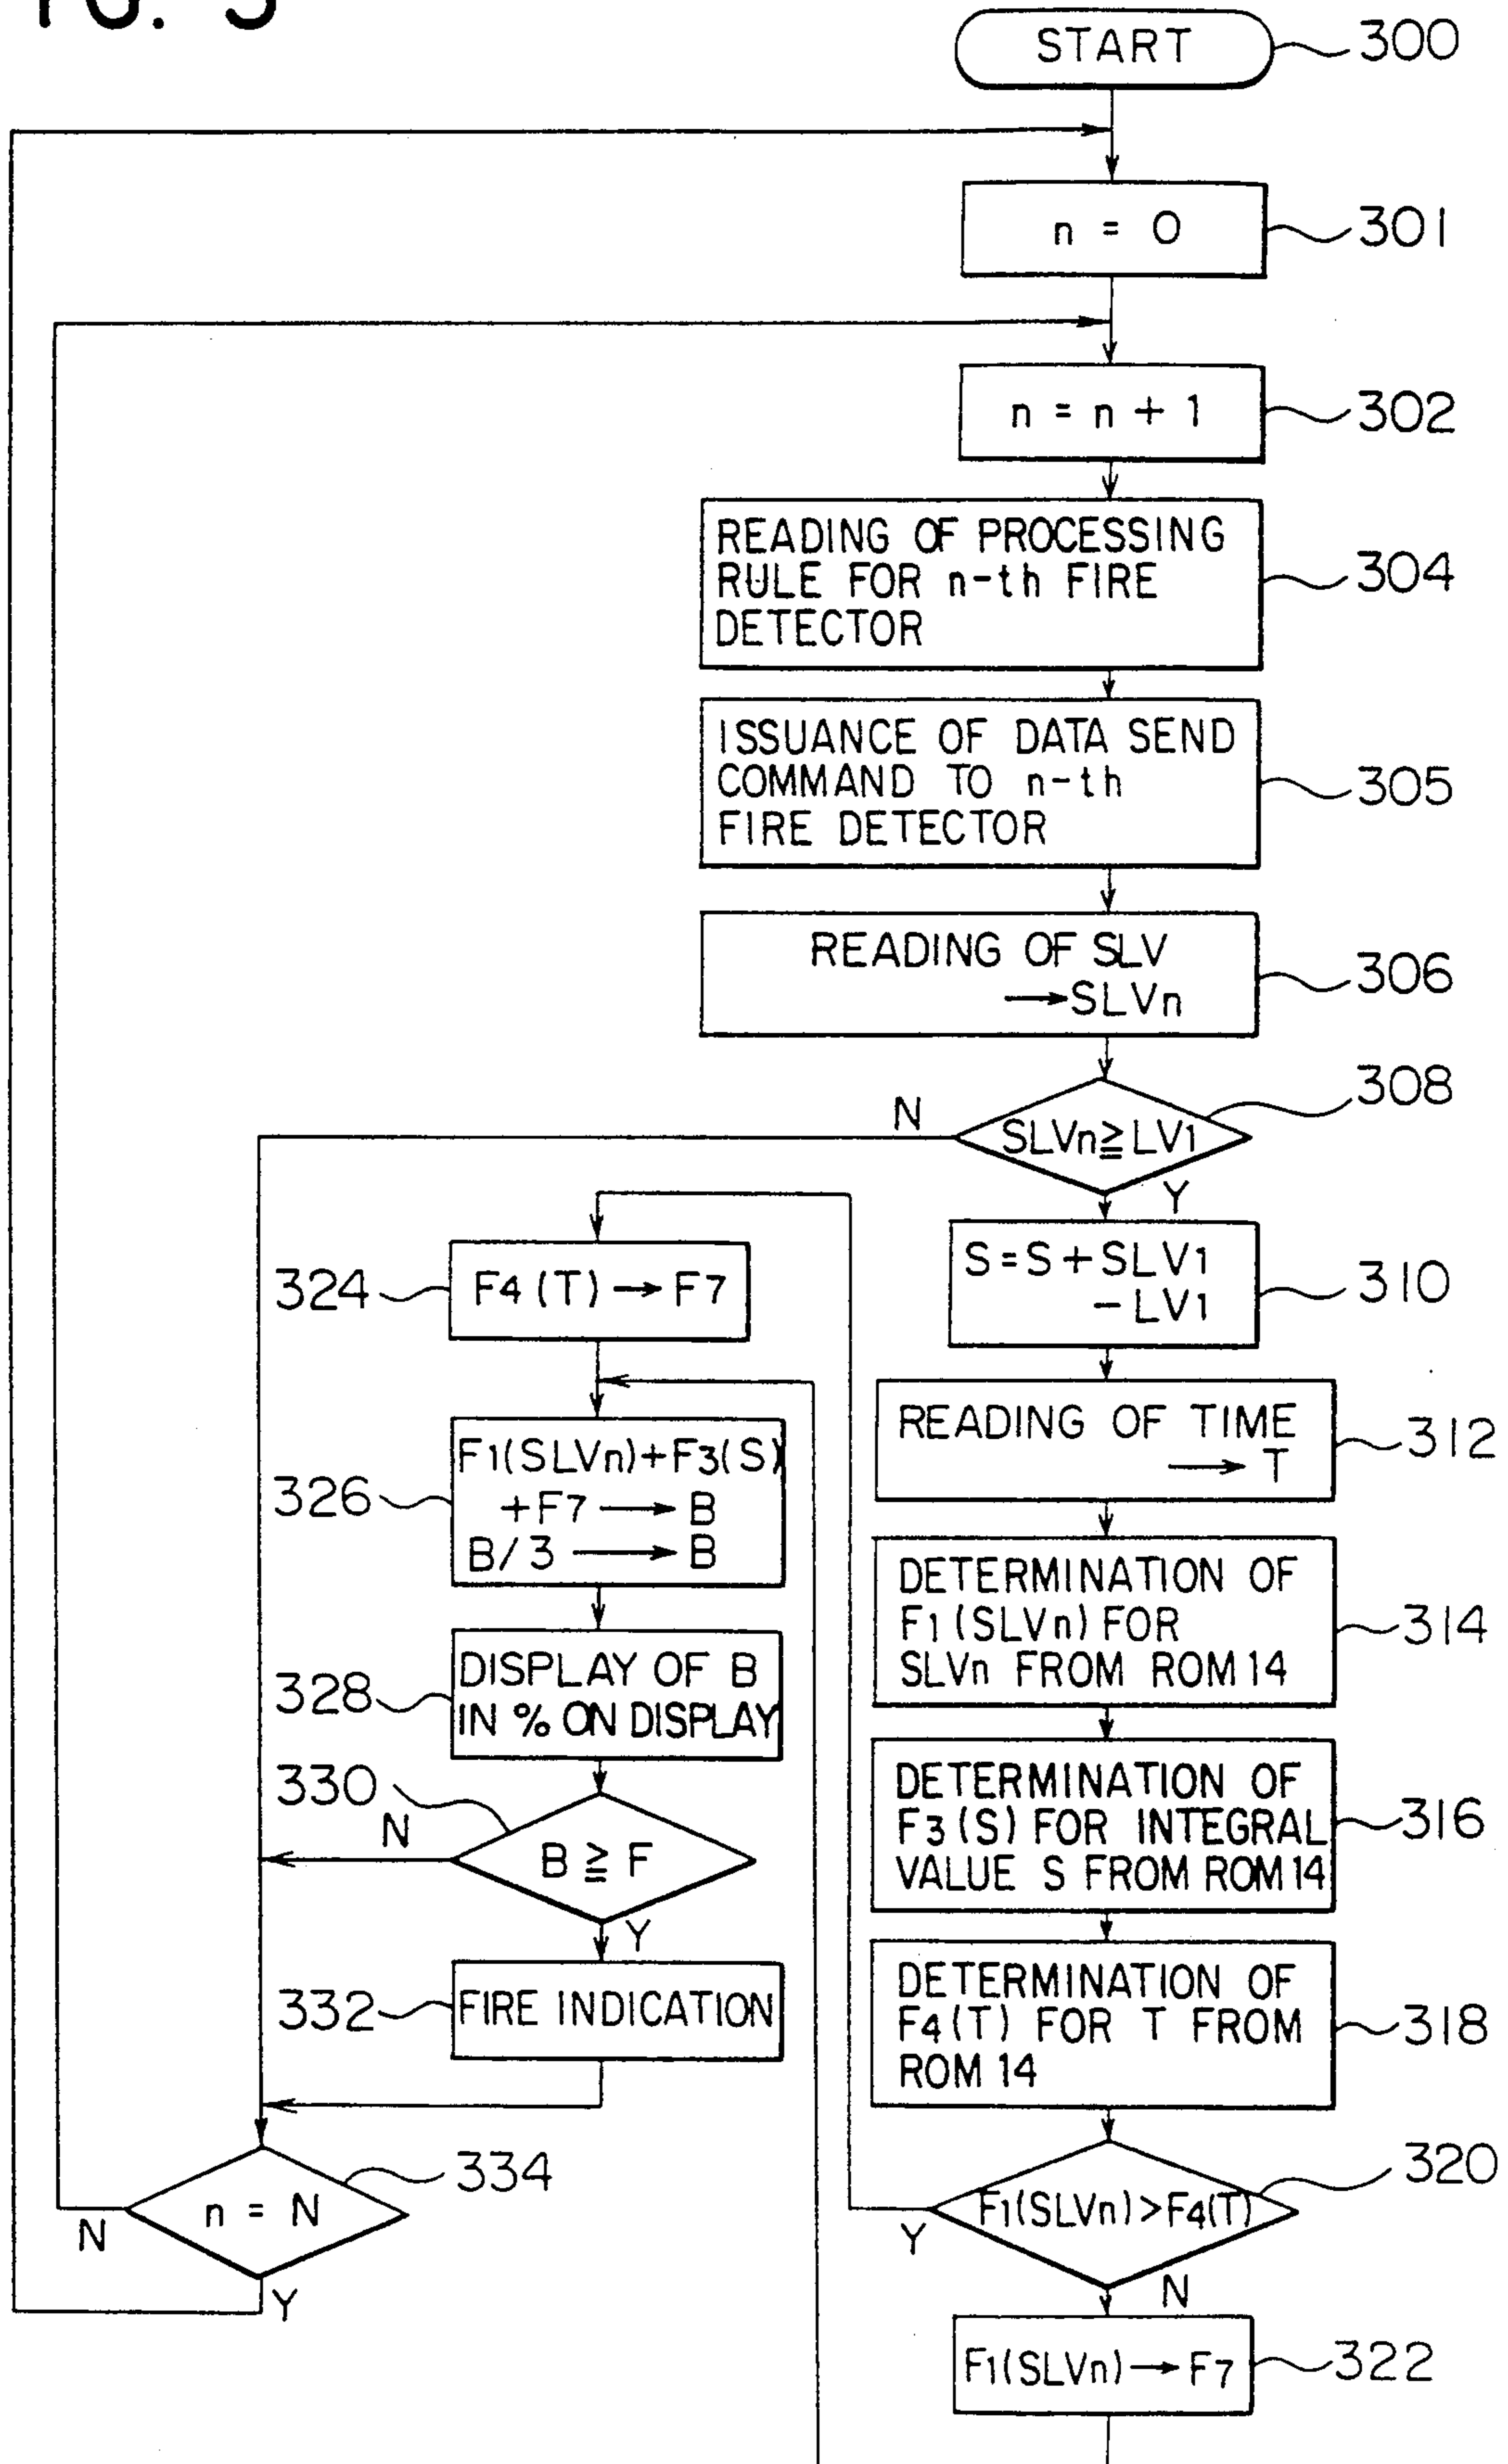 FIG. 3
START
300
n = 0
301
n = n + 1
302
READING OF PROCESSING
RULE FOR n-th FIRE
DETECTOR
304
ISSUANCE OF DATA SEND
COMMAND TO n-th
FIRE DETECTOR
305
READING OF SLV
→SLVn
306
SLVn≧LV1
308
N
Y
S=S+SLV1
-LV1
310
READING OF TIME
→ T
312
DETERMINATION OF
F1(SLVn) FOR
SLVn FROM ROM 14
314
DETERMINATION OF
F3(S) FOR INTEGRAL
VALUE S FROM ROM 14
316
DETERMINATION OF
F4(T) FOR T FROM
ROM 14
318
F1(SLVn)>F4(T)
320
Y
N
F1(SLVn)→F7
322
324
F4(T)→F7
326
F1(SLVn)+F3(S)
+F7 → B
B/3 → B
328
DISPLAY OF B
IN % ON DISPLAY
330
N
B ≧ F
Y
332
FIRE INDICATION
334
n = N
N
Y